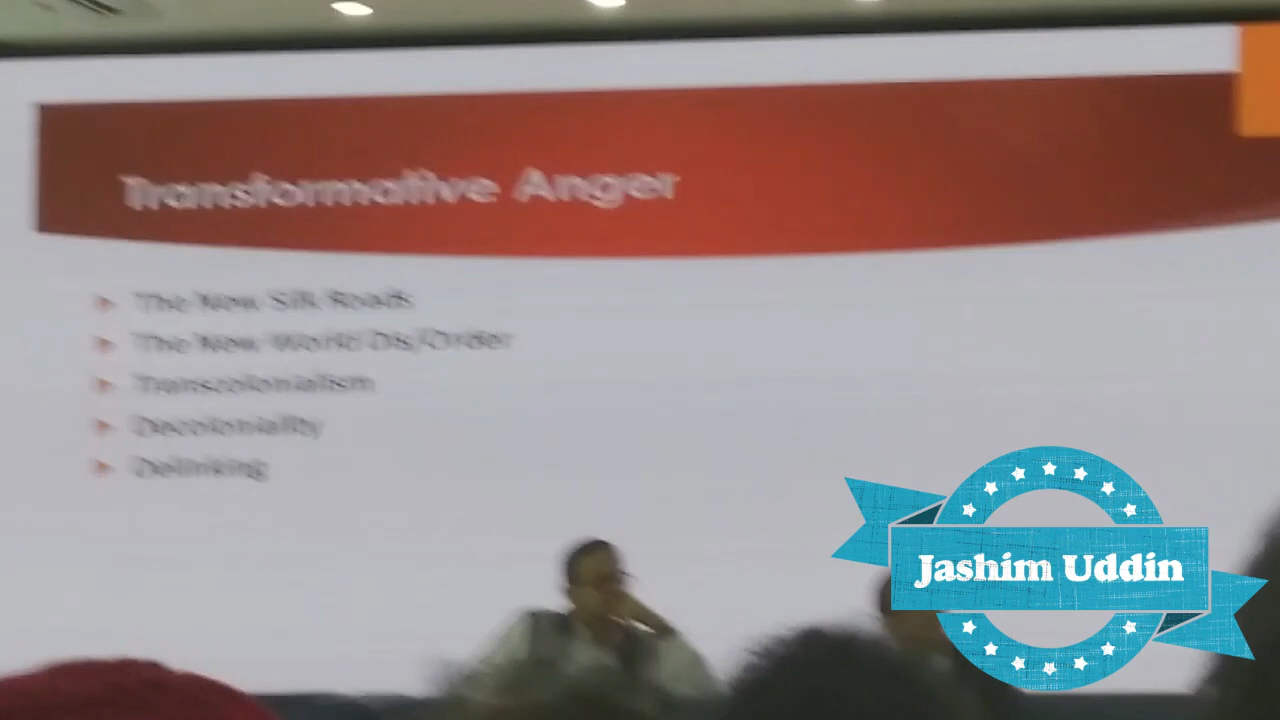 Transformative Anger
The New Silk Roads
The New World Dis/Order
Transcolonialism
Decoloniality
Delinking
Jashim Uddin